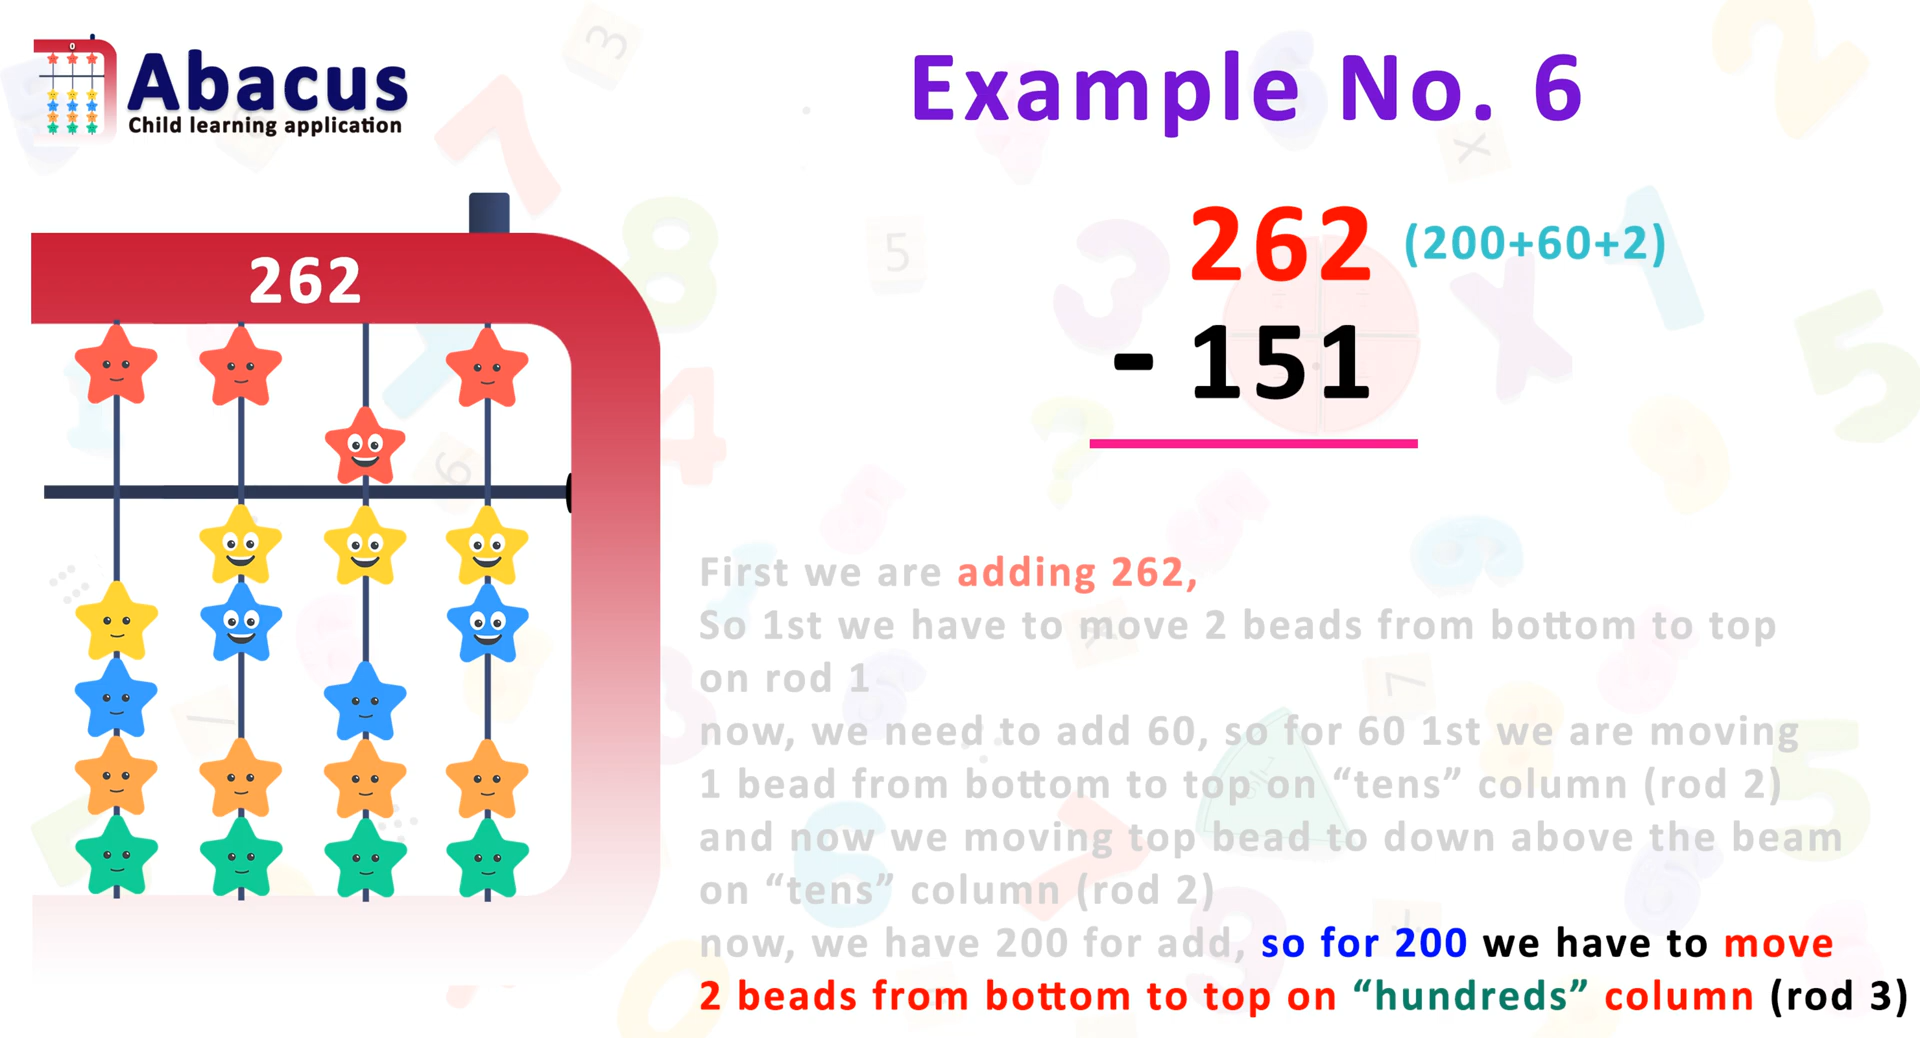 Abacus
Child learning application
Example No. 6
262
262 (200+60+2)
- 151
First we are adding 262,
So 1st we have to move 2 beads from bottom to top
on rod 1
now, we need to add 60, so for 60 1st we are moving
1 bead from bottom to top on “tens” column (rod 2)
and now we moving top bead to down above the beam
on “tens” column (rod 2)
now, we have 200 for add, so for 200 we have to move
2 beads from bottom to top on “hundreds” column (rod 3)